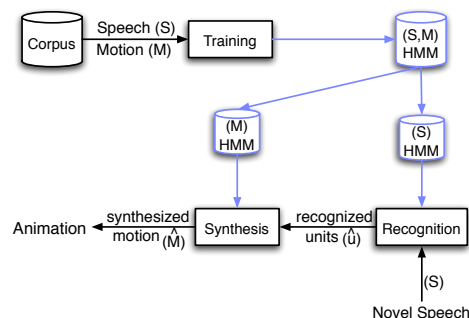 Speech (S)
Corpus
Motion (M)
Training
(S,M)
HMM
(M)
HMM
(S)
HMM
Animation
synthesized
motion (M̂)
Synthesis
recognized
units (û)
Recognition
(S)
Novel Speech